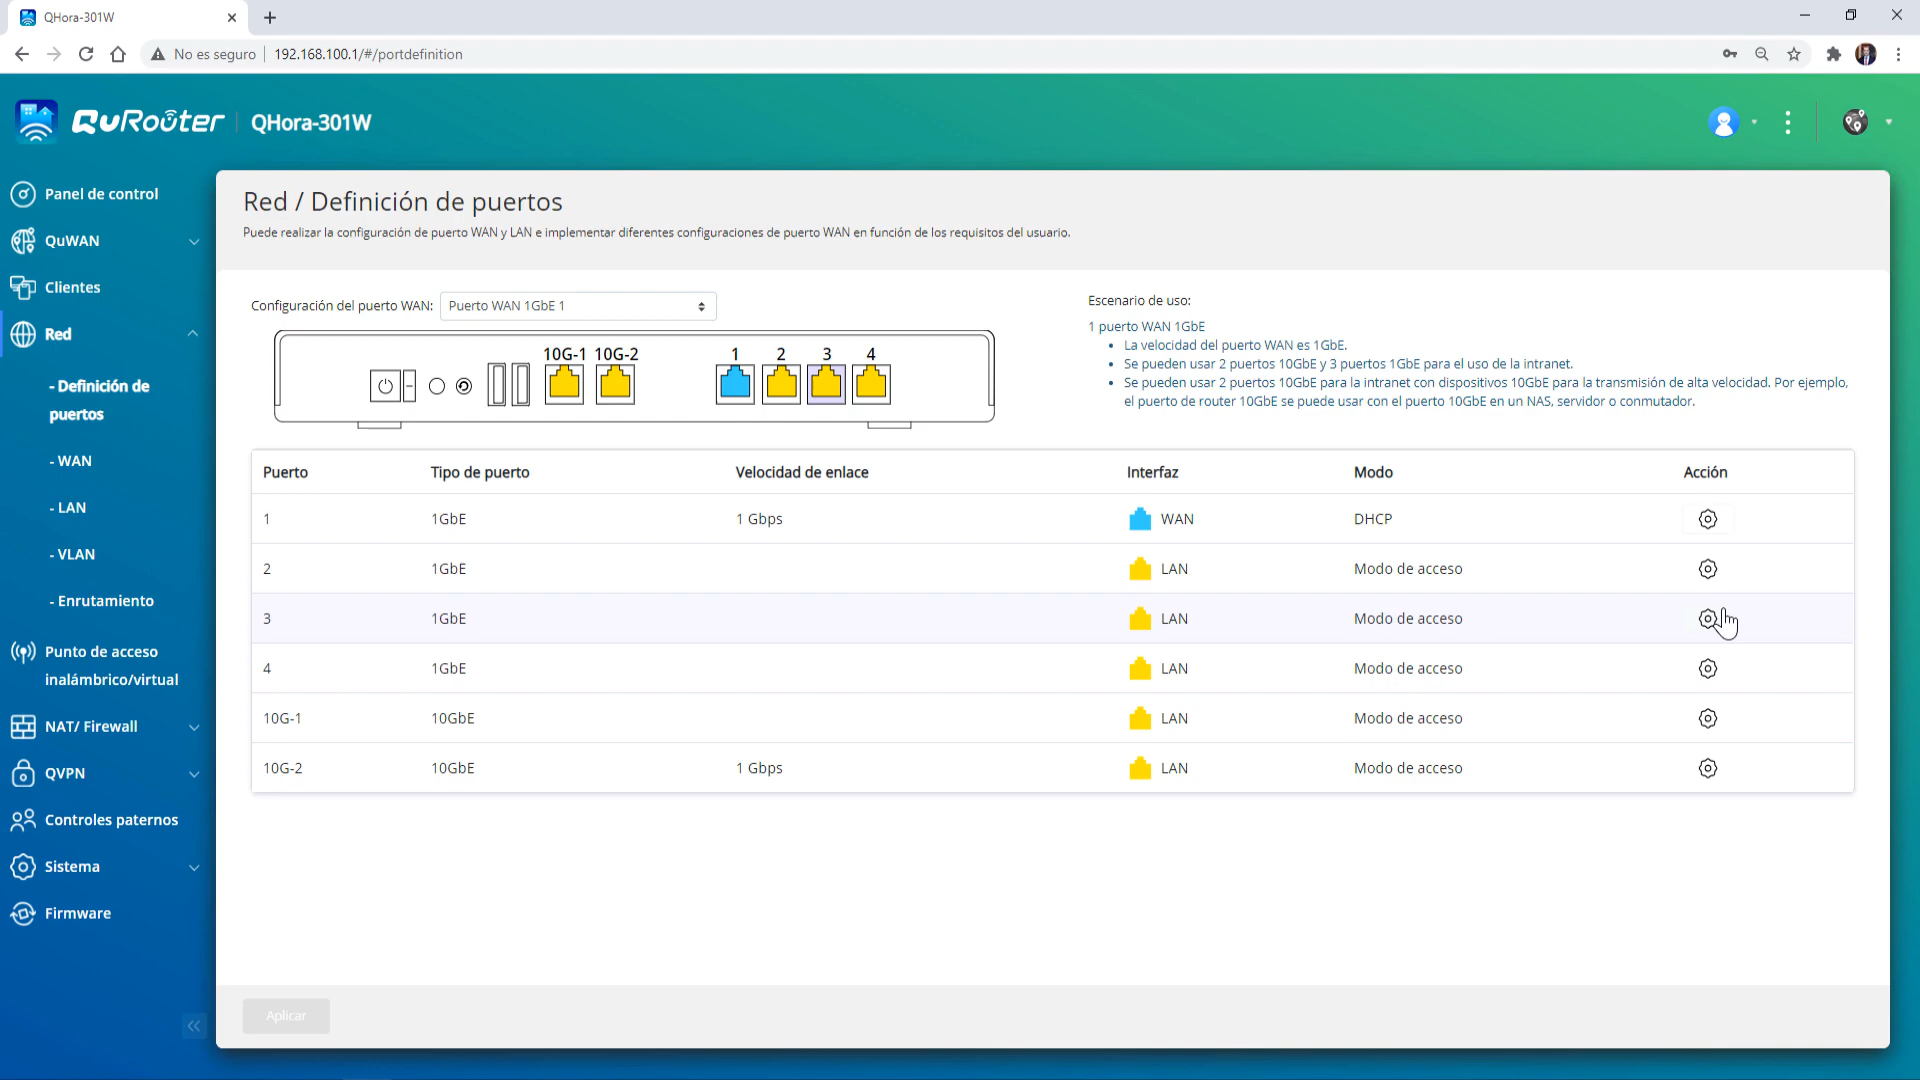 QHora-301W
No es seguro
192.168.100.1/#/portdefinition
QuRouter
QHora-301W
Panel de control
QuWAN
Clientes
Red
- Definición de
puertos
- WAN
- LAN
- VLAN
- Enrutamiento
Punto de acceso
inalámbrico/virtual
NAT/ Firewall
QVPN
Controles paternos
Sistema
Firmware
Red / Definición de puertos
Puede realizar la configuración de puerto WAN y LAN e implementar diferentes configuraciones de puerto WAN en función de los requisitos del usuario.
Configuración del puerto WAN: Puerto WAN 1GbE 1
10G-1 10G-2 1 2 3 4
Escenario de uso:
1 puerto WAN 1GbE
• La velocidad del puerto WAN es 1GbE.
• Se pueden usar 2 puertos 10GbE y 3 puertos 1GbE para el uso de la intranet.
• Se pueden usar 2 puertos 10GbE para la intranet con dispositivos 10GbE para la transmisión de alta velocidad. Por ejemplo,
el puerto de router 10GbE se puede usar con el puerto 10GbE en un NAS, servidor o conmutador.
Puerto Tipo de puerto Velocidad de enlace Interfaz Modo Acción
1 1GbE 1 Gbps WAN DHCP
2 1GbE LAN Modo de acceso
3 1GbE LAN Modo de acceso
4 1GbE LAN Modo de acceso
10G-1 10GbE LAN Modo de acceso
10G-2 10GbE 1 Gbps LAN Modo de acceso
Aplicar